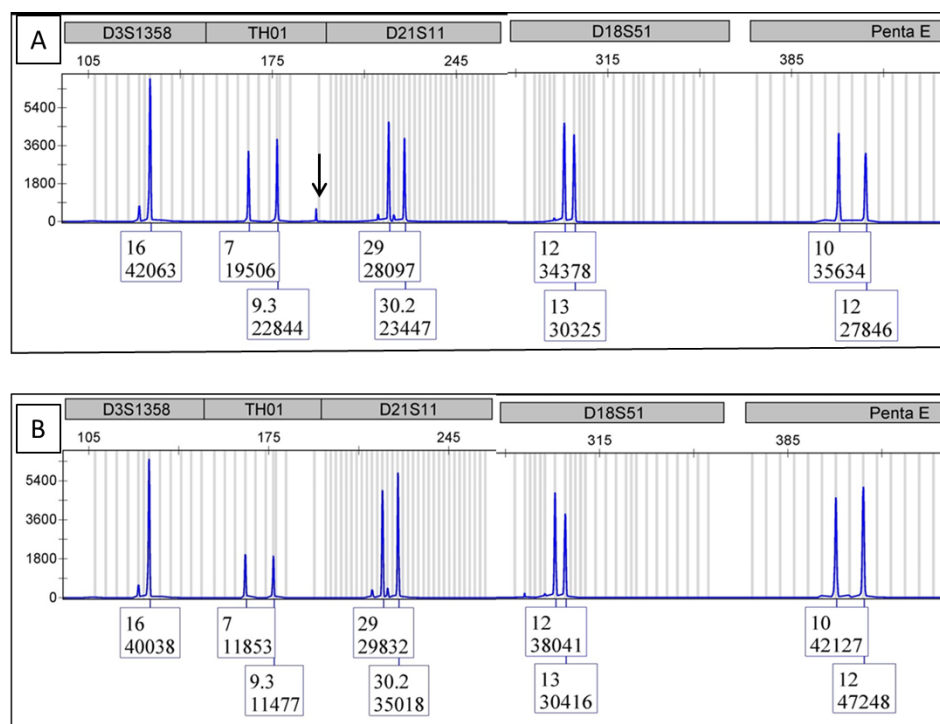 A
D3S1358 TH01 D21S11 D18S51 Penta E
105 175 245 315 385
5400
3600
1800
0
16 7 29 12 10
42063 19506 28097 34378 35634
9.3 30.2 13 12
22844 23447 30325 27846
B
D3S1358 TH01 D21S11 D18S51 Penta E
105 175 245 315 385
5400
3600
1800
0
16 7 29 12 10
40038 11853 29832 38041 42127
9.3 30.2 13 12
11477 35018 30416 47248